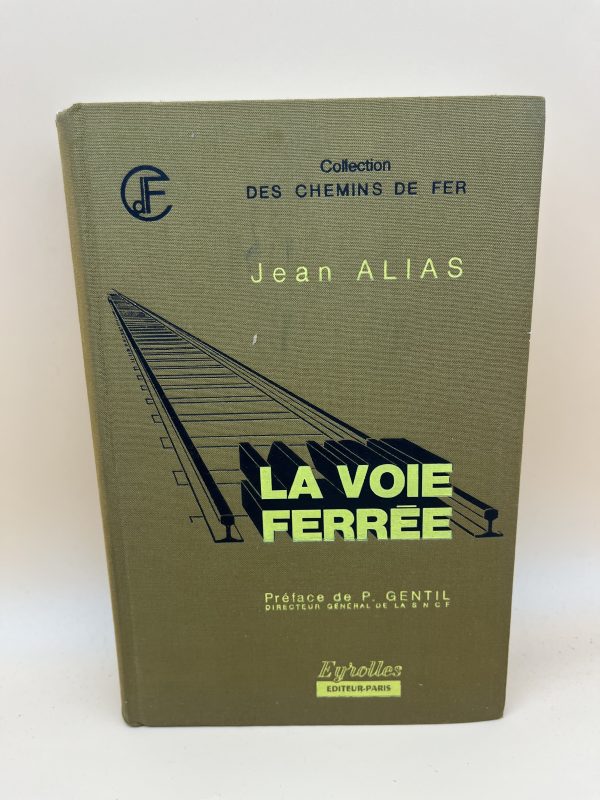 CdF
Collection
DES CHEMINS DE FER
Jean ALIAS
LA VOIE
FERRÉE
Préface de P. GENTIL
DIRECTEUR GÉNÉRAL DE LA S N C F
Eyrolles
EDITEUR-PARIS